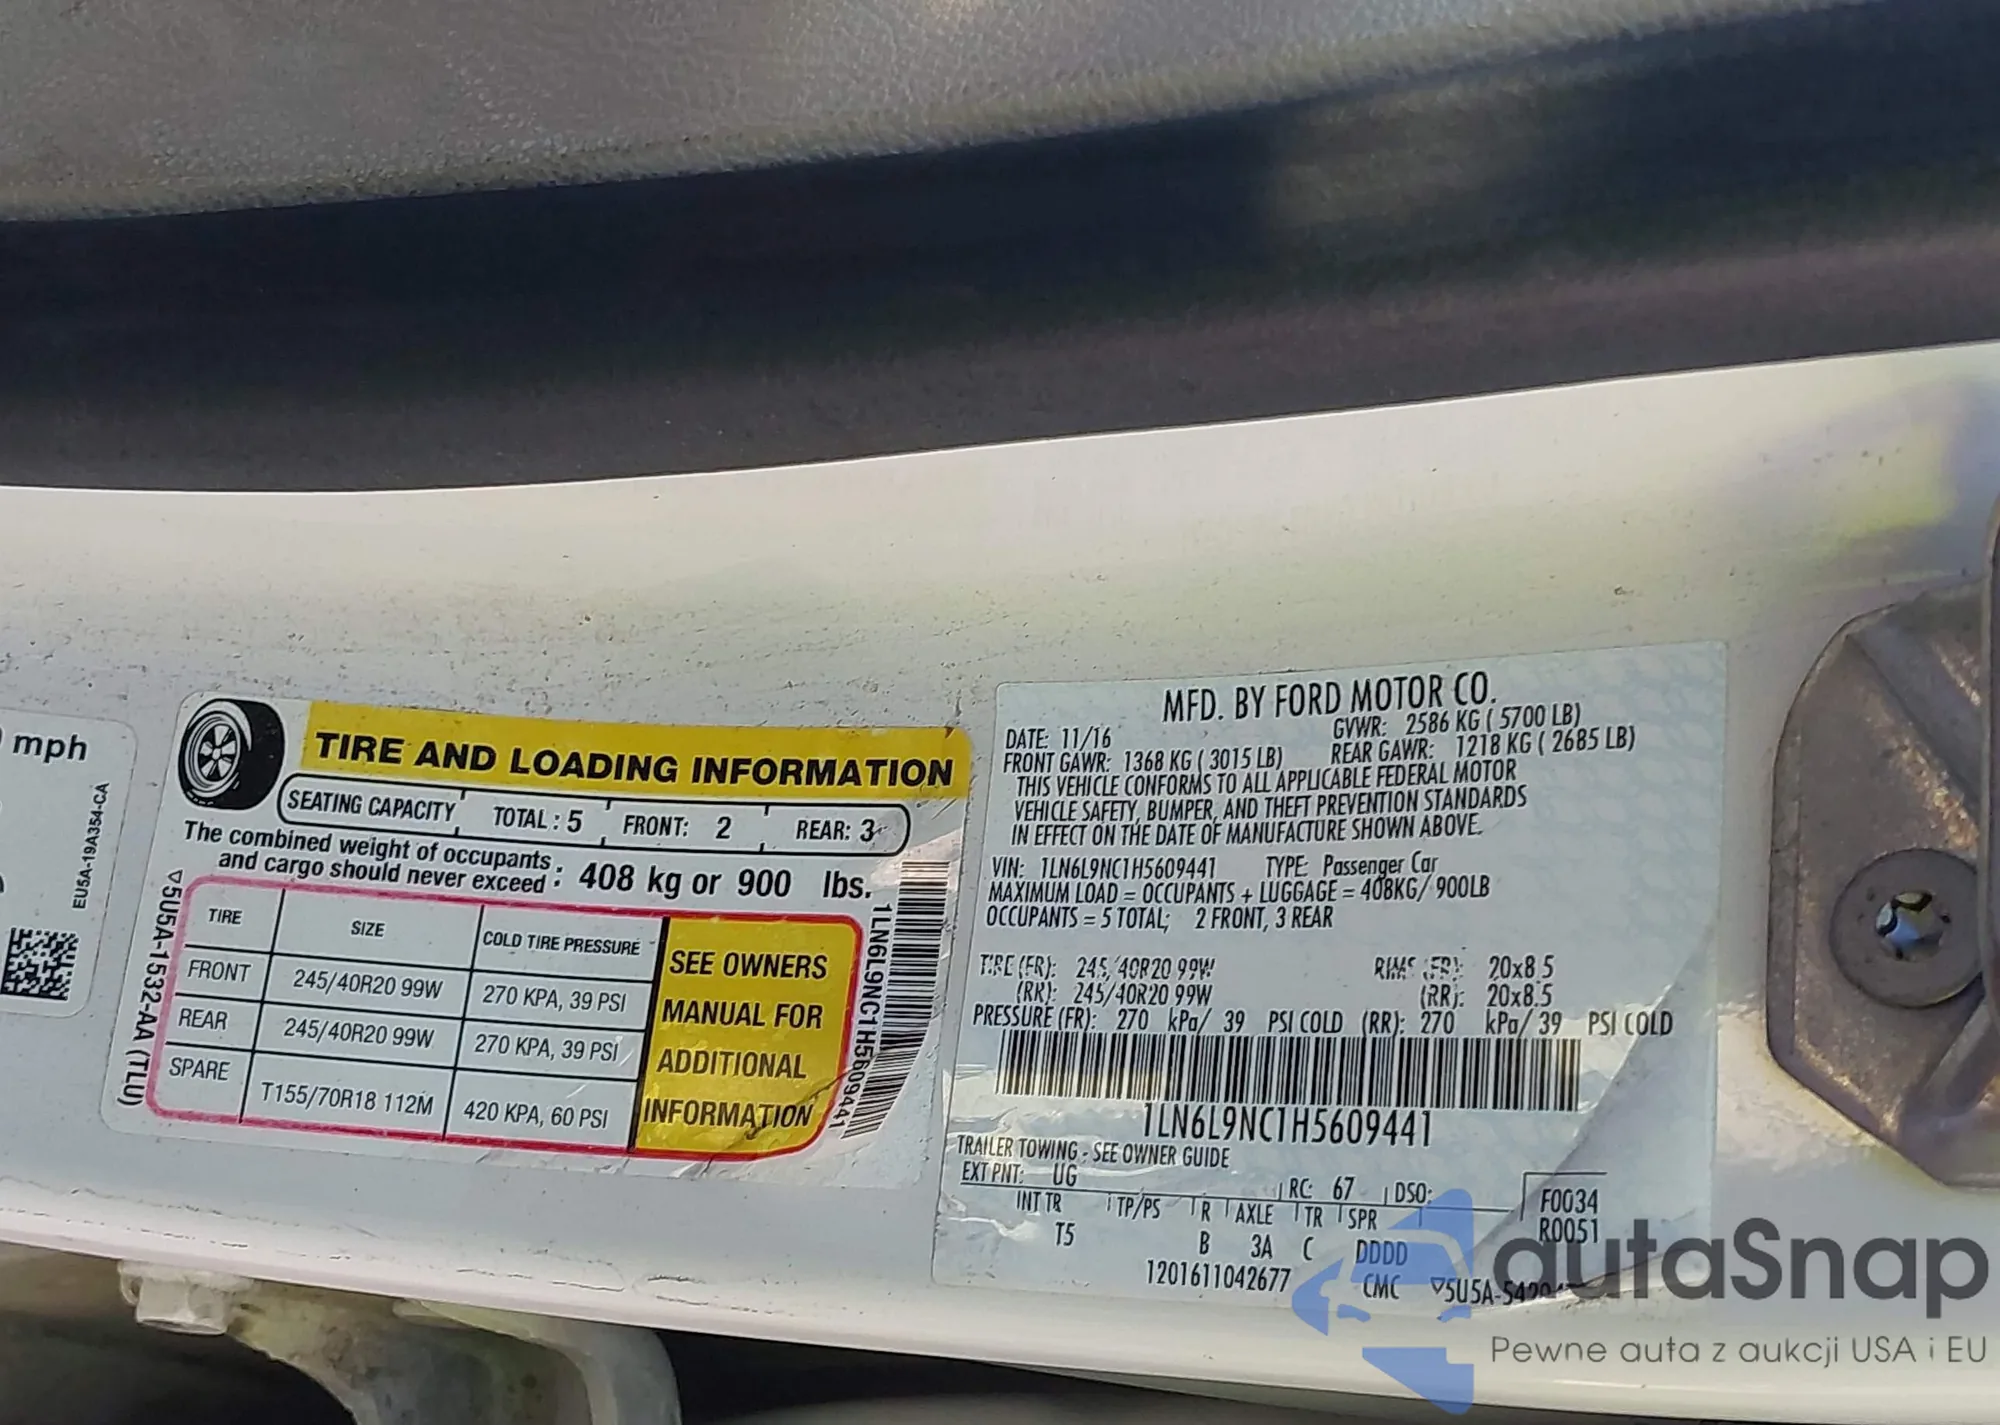 mph
EU5A-19A354-CA
TIRE AND LOADING INFORMATION
SEATING CAPACITY TOTAL : 5 FRONT: 2 REAR: 3
The combined weight of occupants
and cargo should never exceed : 408 kg or 900 lbs.
TIRE SIZE COLD TIRE PRESSURE
FRONT 245/40R20 99W 270 KPA, 39 PSI
REAR 245/40R20 99W 270 KPA, 39 PSI
SPARE T155/70R18 112M 420 KPA, 60 PSI
SEE OWNERS
MANUAL FOR
ADDITIONAL
INFORMATION
5U5A-1532-AA (TLU)
1LN6L9NC1H5609441
MFD. BY FORD MOTOR CO.
DATE: 11/16 GVWR: 2586 KG ( 5700 LB)
FRONT GAWR: 1368 KG ( 3015 LB) REAR GAWR: 1218 KG ( 2685 LB)
THIS VEHICLE CONFORMS TO ALL APPLICABLE FEDERAL MOTOR
VEHICLE SAFETY, BUMPER, AND THEFT PREVENTION STANDARDS
IN EFFECT ON THE DATE OF MANUFACTURE SHOWN ABOVE.
VIN: 1LN6L9NC1H5609441 TYPE: Passenger Car
MAXIMUM LOAD = OCCUPANTS + LUGGAGE = 408KG/ 900LB
OCCUPANTS = 5 TOTAL; 2 FRONT, 3 REAR
TIRE (FR): 245/40R20 99W RIMS (FR): 20x8.5
(RR): 245/40R20 99W (RR): 20x8.5
PRESSURE (FR): 270 kPa/ 39 PSI COLD (RR): 270 kPa/ 39 PSI COLD
1LN6L9NC1H5609441
TRAILER TOWING - SEE OWNER GUIDE
EXT PNT: UG RC: 67 DSO:
INT TR TP/PS R AXLE TR SPR
T5 B 3A C DDDD
F0034
R0051
1201611042677 CMC
autaSnap
Pewne auta z aukcji USA i EU